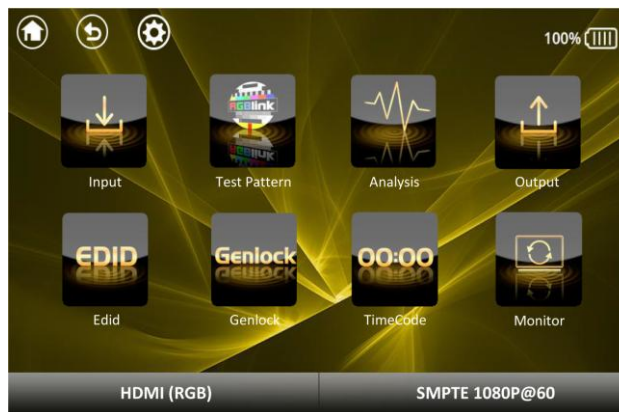 100%
RGBlink
Input Test Pattern Analysis Output
EDID Genlock 00:00
Edid Genlock TimeCode Monitor
HDMI (RGB) SMPTE 1080P@60